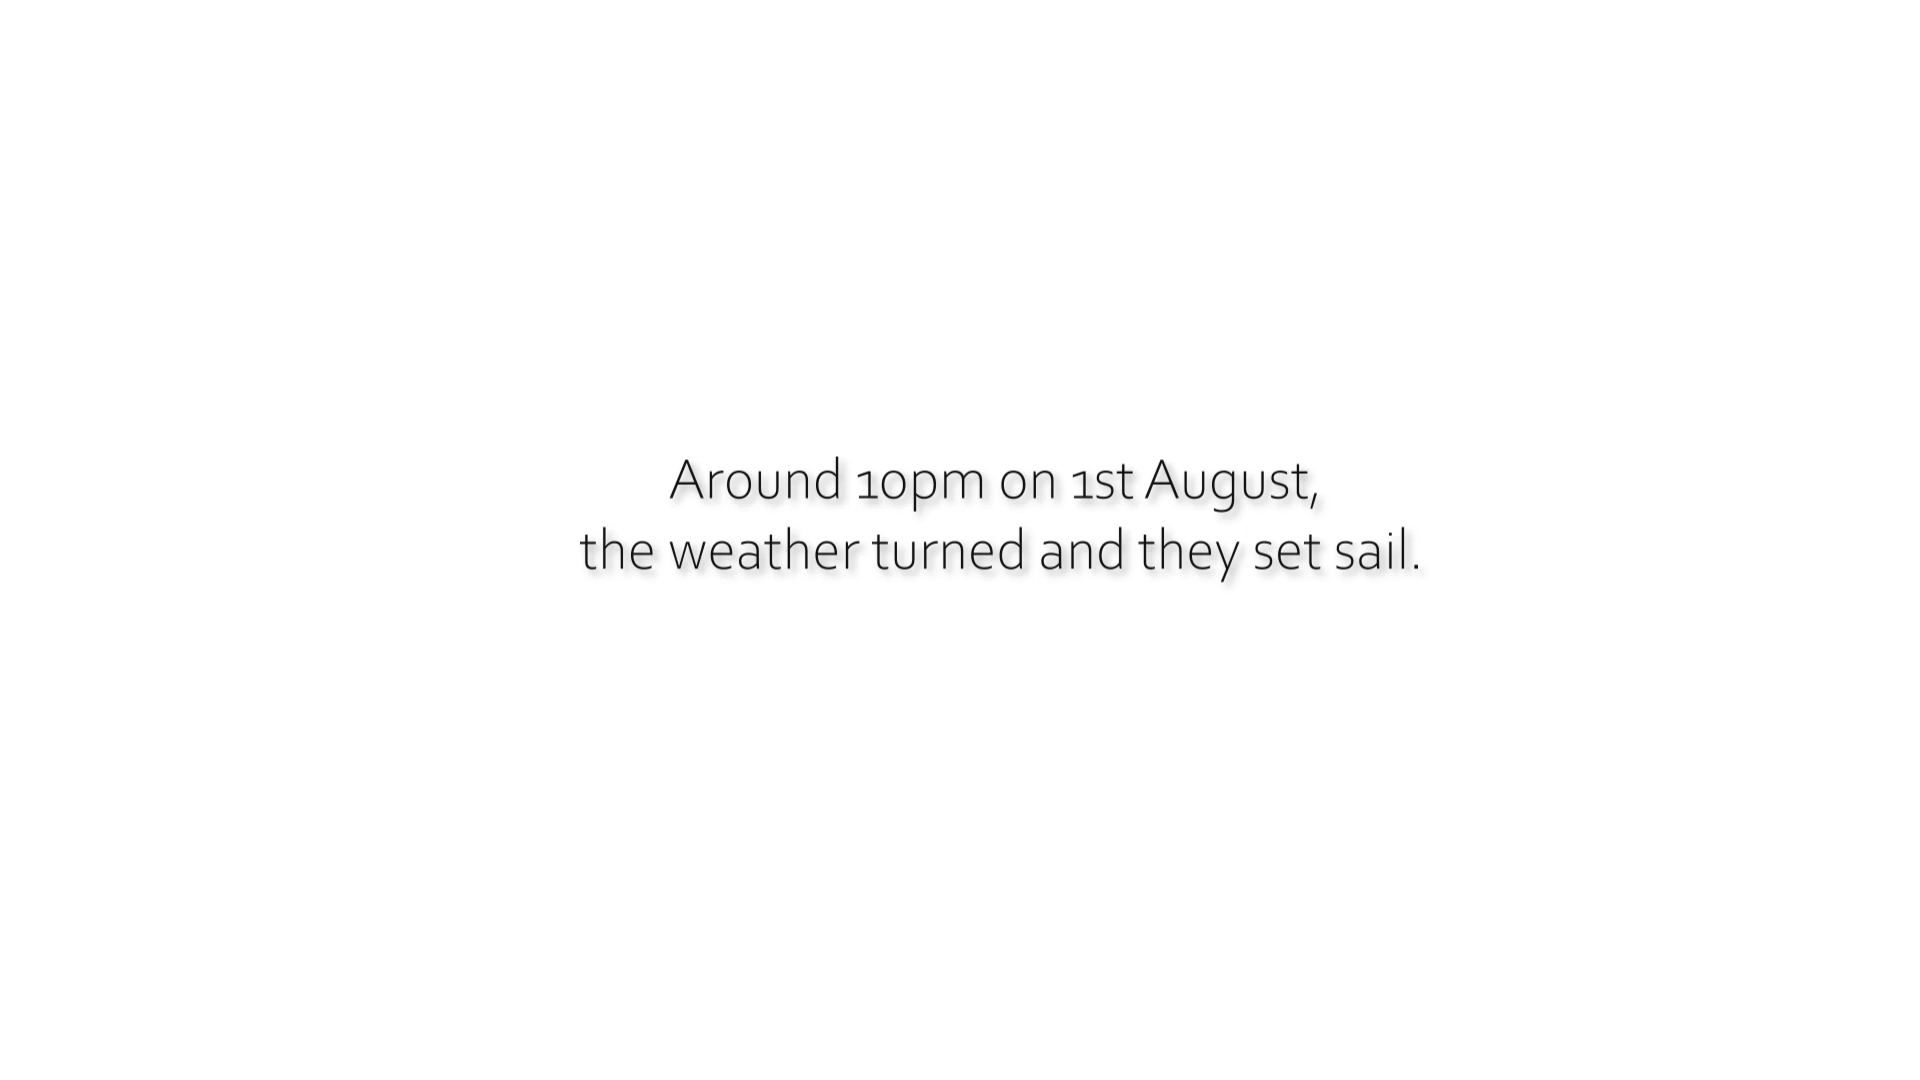 Around 10pm on 1st August,
the weather turned and they set sail.